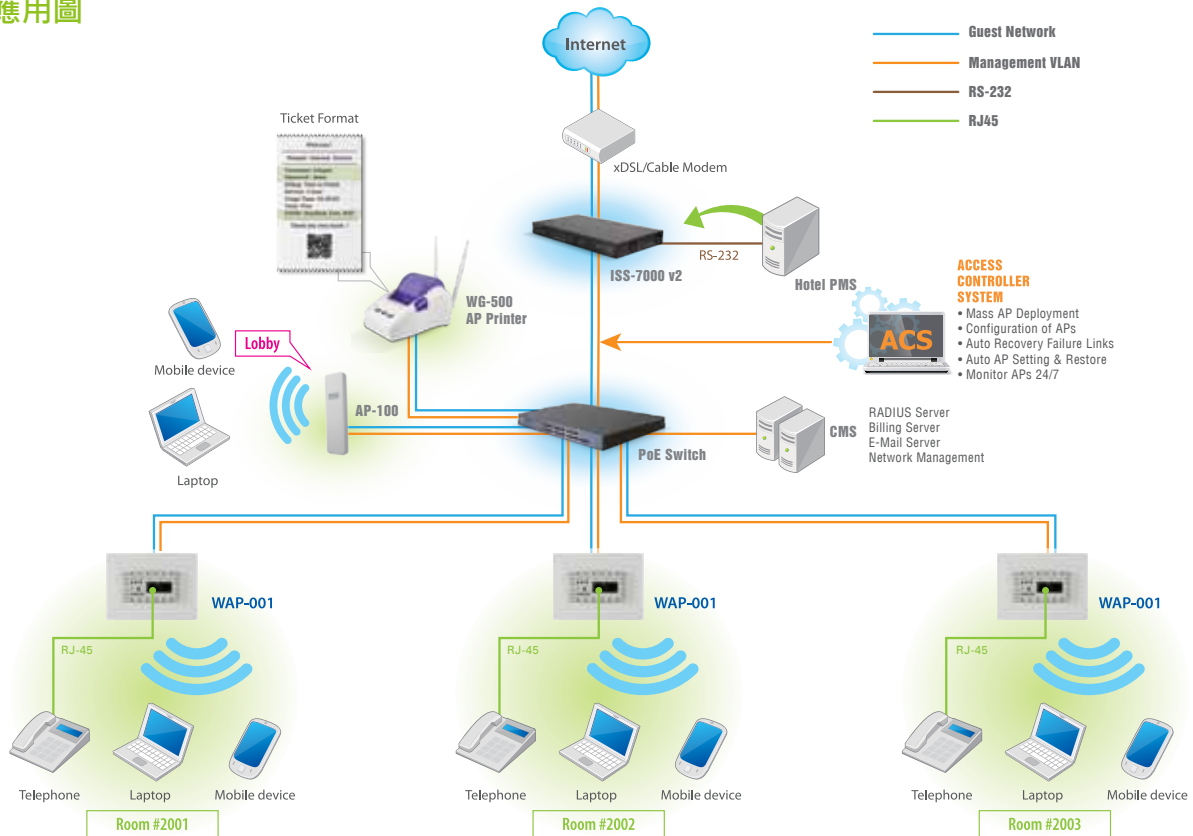 應用圖
Internet
Guest Network
Management VLAN
RS-232
RJ45
Ticket Format
xDSL/Cable Modem
RS-232
ISS-7000 v2
Hotel PMS
WG-500
AP Printer
ACCESS
CONTROLLER
SYSTEM
• Mass AP Deployment
• Configuration of APs
• Auto Recovery Failure Links
• Auto AP Setting & Restore
• Monitor APs 24/7
ACS
Lobby
Mobile device
AP-100
Laptop
PoE Switch
CMS
RADIUS Server
Billing Server
E-Mail Server
Network Management
WAP-001
WAP-001
WAP-001
RJ-45
RJ-45
RJ-45
Telephone
Laptop
Mobile device
Telephone
Laptop
Mobile device
Telephone
Laptop
Mobile device
Room #2001
Room #2002
Room #2003